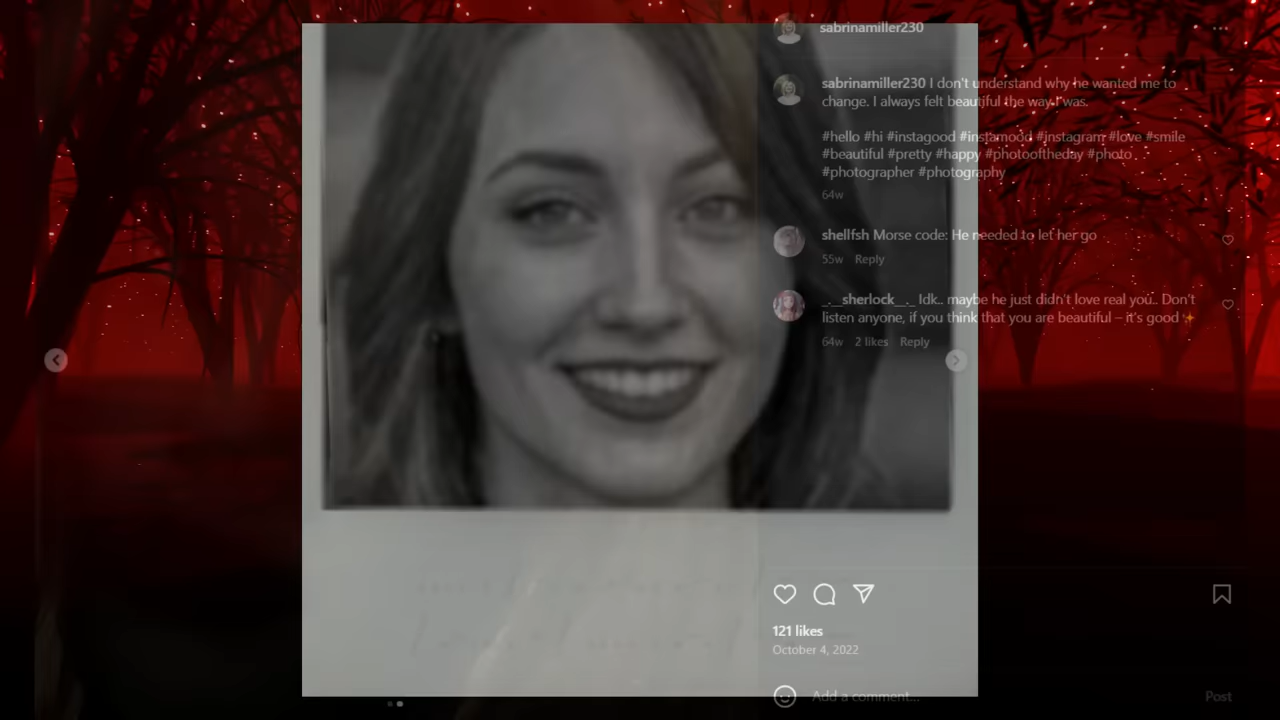 sabrinamiller230
sabrinamiller230 I don't understand why he wanted me to
change. I always felt beautiful the way I was.
#hello #hi #instagood #instamood #instagram #love #smile
#beautiful #pretty #happy #photooftheday #photo
#photographer #photography
64w
shellfsh Morse code: He needed to let her go
55w Reply
_._sherlock__._ Idk.. maybe he just didn't love real you.. Don't
listen anyone, if you think that you are beautiful – it's good ✨
64w 2 likes Reply
121 likes
October 4, 2022
Add a comment...
Post